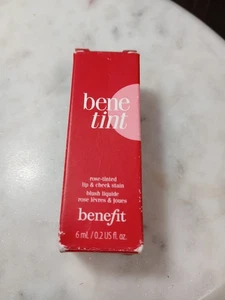 bene
tint
rose-tinted
lip & cheek stain
blush liquide
rose lèvres & joues
benefit
6 mL / 0.2 US fl. oz.